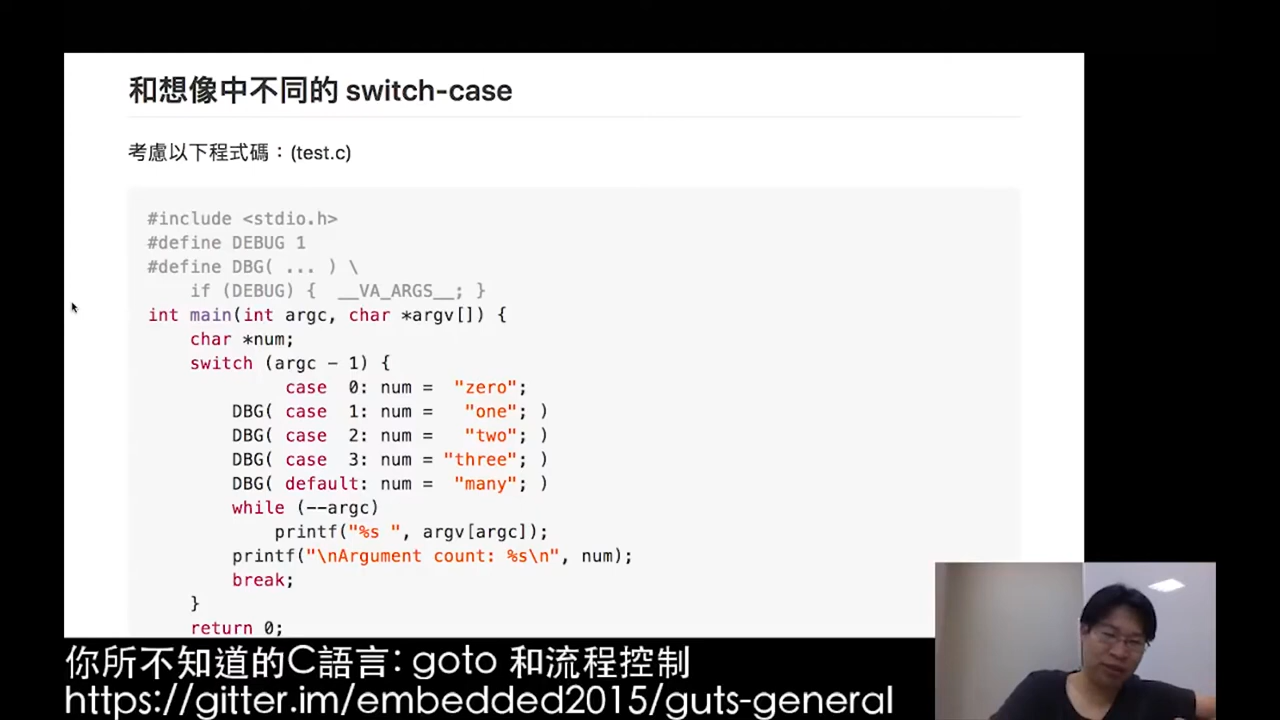 和想像中不同的 switch-case
考慮以下程式碼：(test.c)
#include <stdio.h>
#define DEBUG 1
#define DBG( ... ) \
if (DEBUG) { __VA_ARGS__; }
int main(int argc, char *argv[]) {
char *num;
switch (argc - 1) {
case 0: num = "zero";
DBG( case 1: num = "one"; )
DBG( case 2: num = "two"; )
DBG( case 3: num = "three"; )
DBG( default: num = "many"; )
while (--argc)
printf("%s ", argv[argc]);
printf("\nArgument count: %s\n", num);
break;
}
return 0;
你所不知道的C語言: goto 和流程控制
https://gitter.im/embedded2015/guts-general